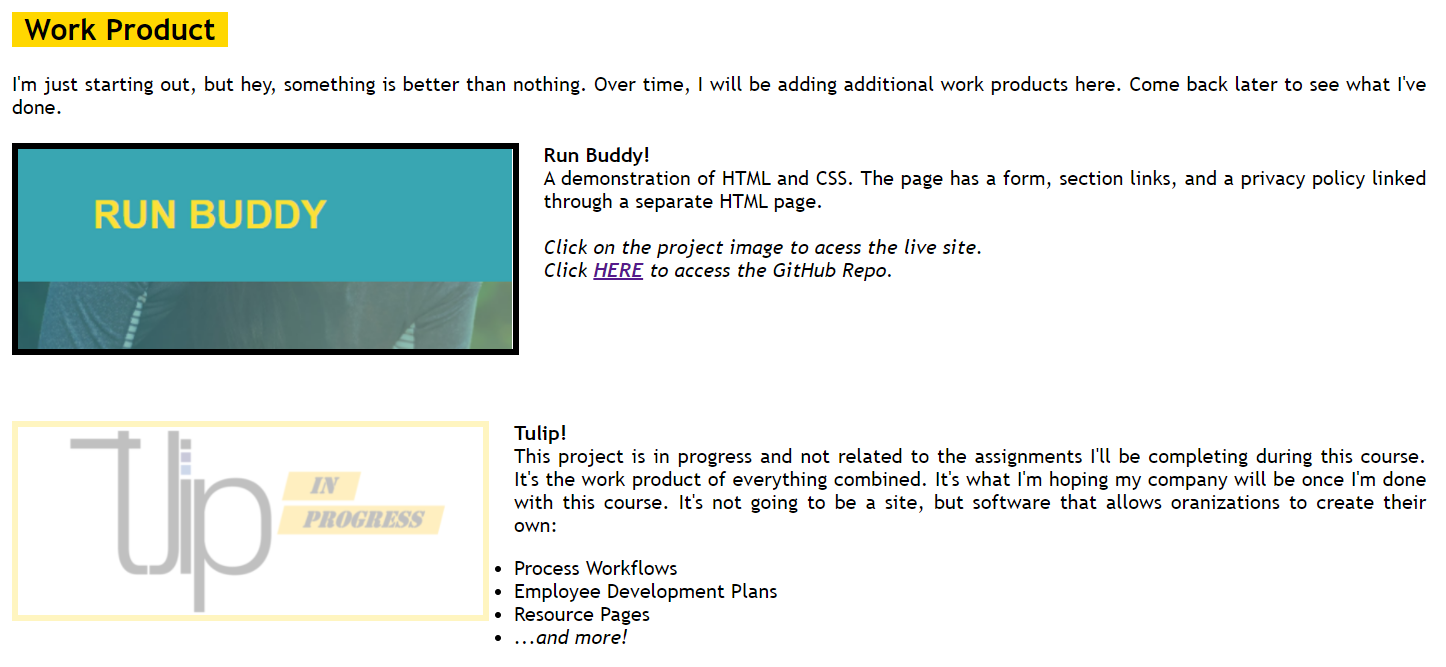 Work Product
I'm just starting out, but hey, something is better than nothing. Over time, I will be adding additional work products here. Come back later to see what I've
done.
RUN BUDDY
Run Buddy!
A demonstration of HTML and CSS. The page has a form, section links, and a privacy policy linked
through a separate HTML page.
Click on the project image to acess the live site.
Click HERE to access the GitHub Repo.
Tulip
IN
PROGRESS
Tulip!
This project is in progress and not related to the assignments I'll be completing during this course.
It's the work product of everything combined. It's what I'm hoping my company will be once I'm done
with this course. It's not going to be a site, but software that allows oranizations to create their
own:
• Process Workflows
• Employee Development Plans
• Resource Pages
• ...and more!